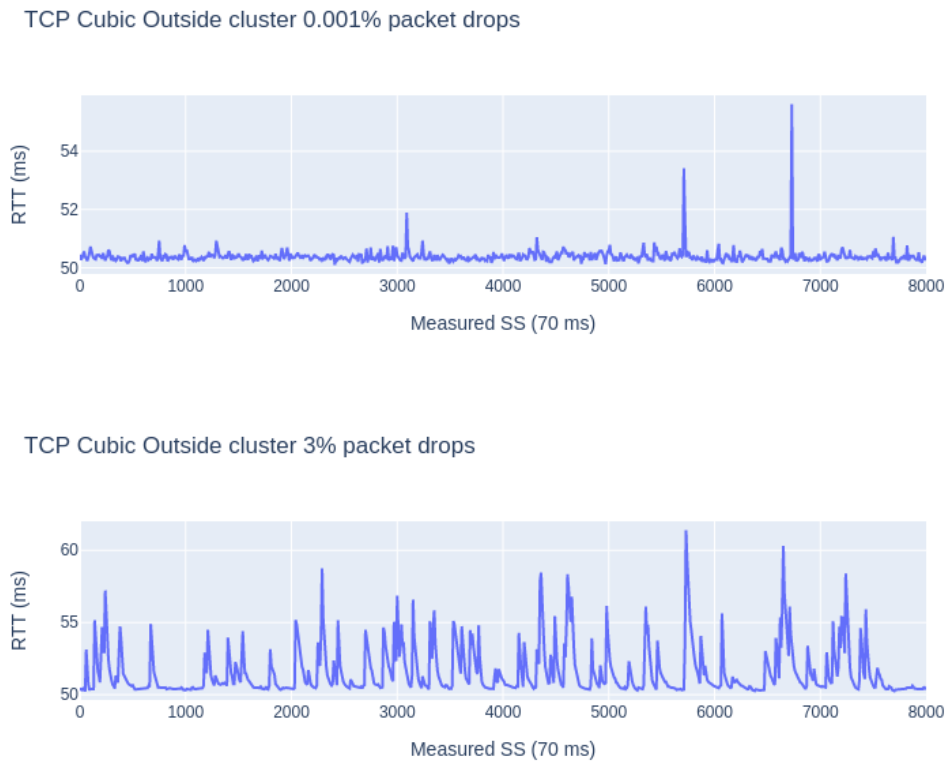 TCP Cubic Outside cluster 0.001% packet drops
RTT (ms)
54
52
50
0 1000 2000 3000 4000 5000 6000 7000 8000
Measured SS (70 ms)
TCP Cubic Outside cluster 3% packet drops
RTT (ms)
60
55
50
0 1000 2000 3000 4000 5000 6000 7000 8000
Measured SS (70 ms)